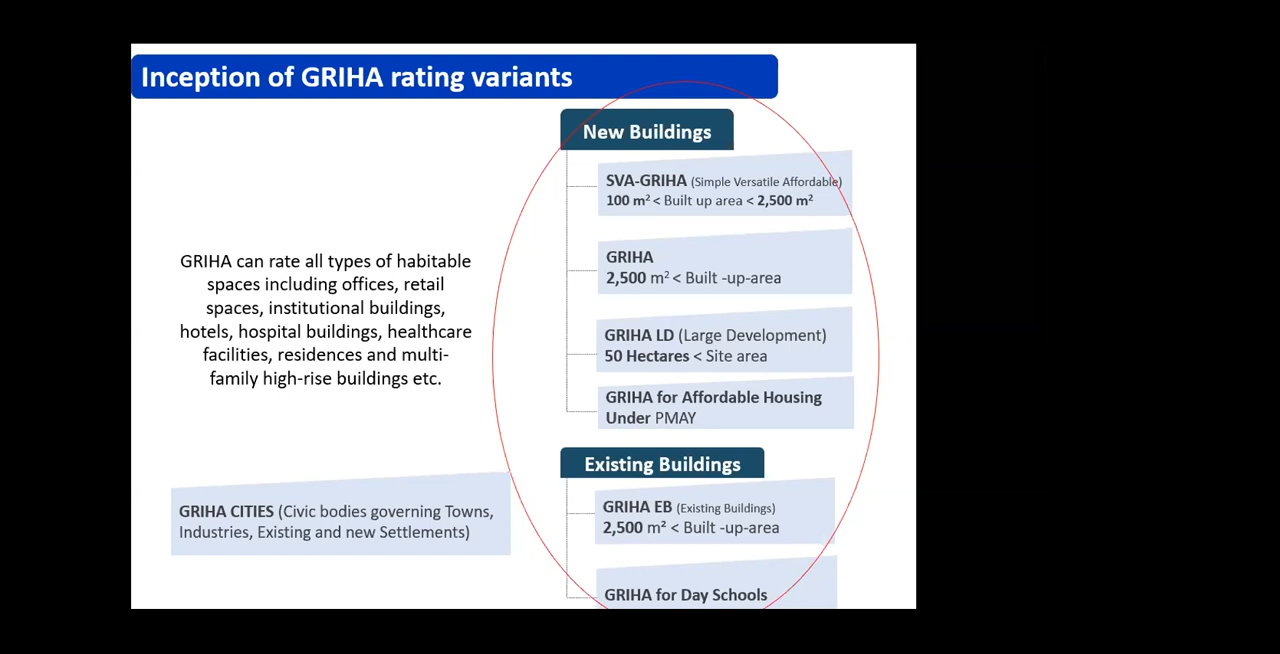 Inception of GRIHA rating variants
New Buildings
SVA-GRIHA (Simple Versatile Affordable)
100 m² < Built up area < 2,500 m²
GRIHA
2,500 m² < Built -up-area
GRIHA LD (Large Development)
50 Hectares < Site area
GRIHA for Affordable Housing
Under PMAY
GRIHA can rate all types of habitable
spaces including offices, retail
spaces, institutional buildings,
hotels, hospital buildings, healthcare
facilities, residences and multi-
family high-rise buildings etc.
Existing Buildings
GRIHA EB (Existing Buildings)
2,500 m² < Built -up-area
GRIHA for Day Schools
GRIHA CITIES (Civic bodies governing Towns,
Industries, Existing and new Settlements)